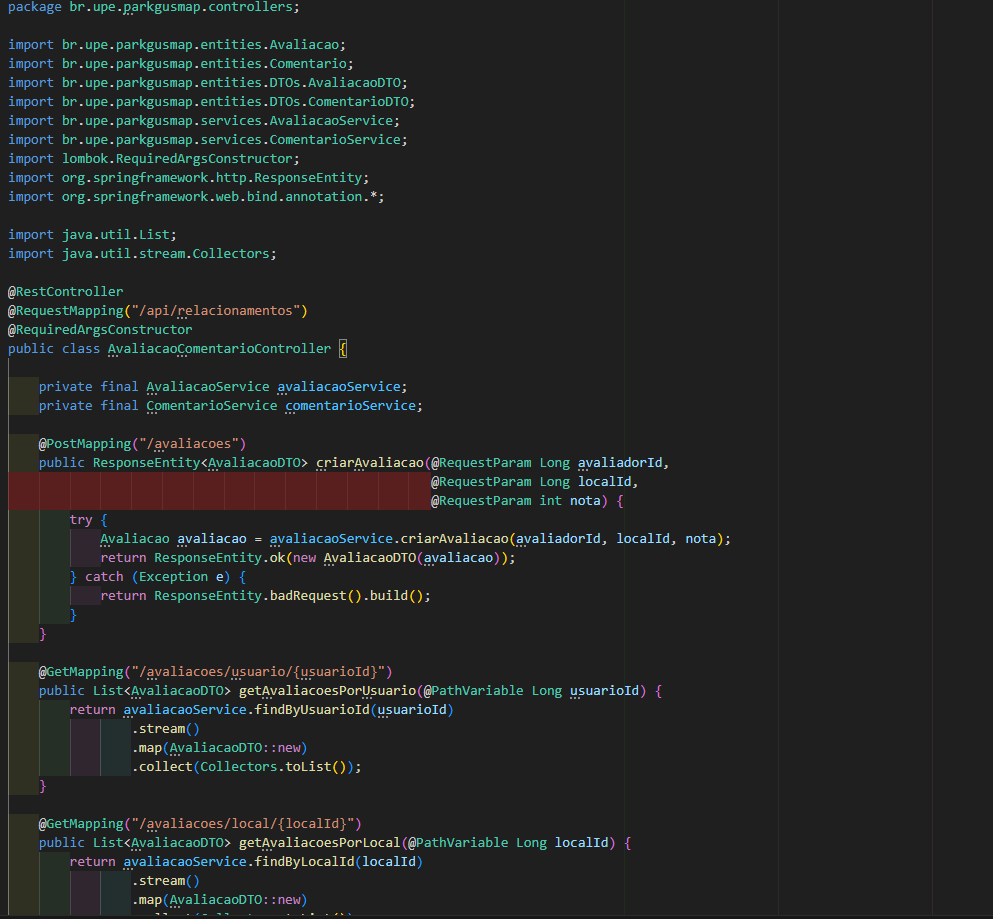 package br.upe.parkgusmap.controllers;
import br.upe.parkgusmap.entities.Avaliacao;
import br.upe.parkgusmap.entities.Comentario;
import br.upe.parkgusmap.entities.DTOs.AvaliacaoDTO;
import br.upe.parkgusmap.entities.DTOs.ComentarioDTO;
import br.upe.parkgusmap.services.AvaliacaoService;
import br.upe.parkgusmap.services.ComentarioService;
import lombok.RequiredArgsConstructor;
import org.springframework.http.ResponseEntity;
import org.springframework.web.bind.annotation.*;
import java.util.List;
import java.util.stream.Collectors;
@RestController
@RequestMapping("/api/relacionamentos")
@RequiredArgsConstructor
public class AvaliacaoComentarioController {
private final AvaliacaoService avaliacaoService;
private final ComentarioService comentarioService;
@PostMapping("/avaliacoes")
public ResponseEntity<AvaliacaoDTO> criarAvaliacao(@RequestParam Long avaliadorId,
@RequestParam Long localId,
@RequestParam int nota) {
try {
Avaliacao avaliacao = avaliacaoService.criarAvaliacao(avaliadorId, localId, nota);
return ResponseEntity.ok(new AvaliacaoDTO(avaliacao));
} catch (Exception e) {
return ResponseEntity.badRequest().build();
}
}
@GetMapping("/avaliacoes/usuario/{usuarioId}")
public List<AvaliacaoDTO> getAvaliacoesPorUsuario(@PathVariable Long usuarioId) {
return avaliacaoService.findByUsuarioId(usuarioId)
.stream()
.map(AvaliacaoDTO::new)
.collect(Collectors.toList());
}
@GetMapping("/avaliacoes/local/{localId}")
public List<AvaliacaoDTO> getAvaliacoesPorLocal(@PathVariable Long localId) {
return avaliacaoService.findByLocalId(localId)
.stream()
.map(AvaliacaoDTO::new)